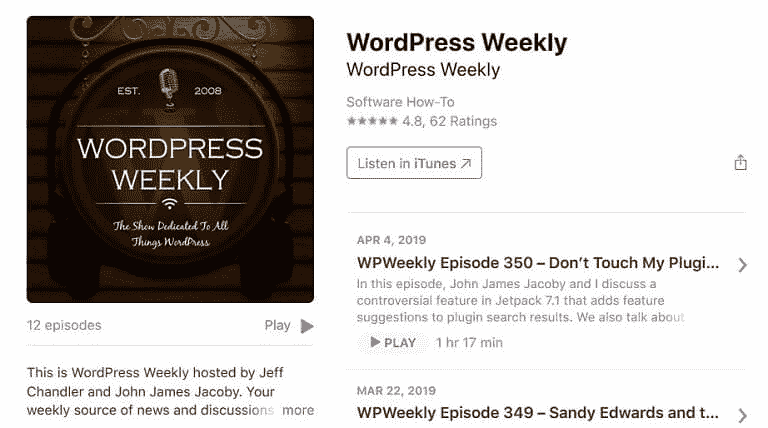 EST. 2008
WORDPRESS
WEEKLY
The Show Dedicated To All
Things WordPress
12 episodes
Play
This is WordPress Weekly hosted by Jeff
Chandler and John James Jacoby. Your
weekly source of news and discussions more
WordPress Weekly
WordPress Weekly
Software How-To
★★★★★ 4.8, 62 Ratings
Listen in iTunes ↗
APR 4, 2019
WPWeekly Episode 350 – Don’t Touch My Plugi...
In this episode, John James Jacoby and I discuss a
controversial feature in Jetpack 7.1 that adds feature
suggestions to plugin search results. We also talk about
PLAY 1 hr 17 min
MAR 22, 2019
WPWeekly Episode 349 – Sandy Edwards and t...